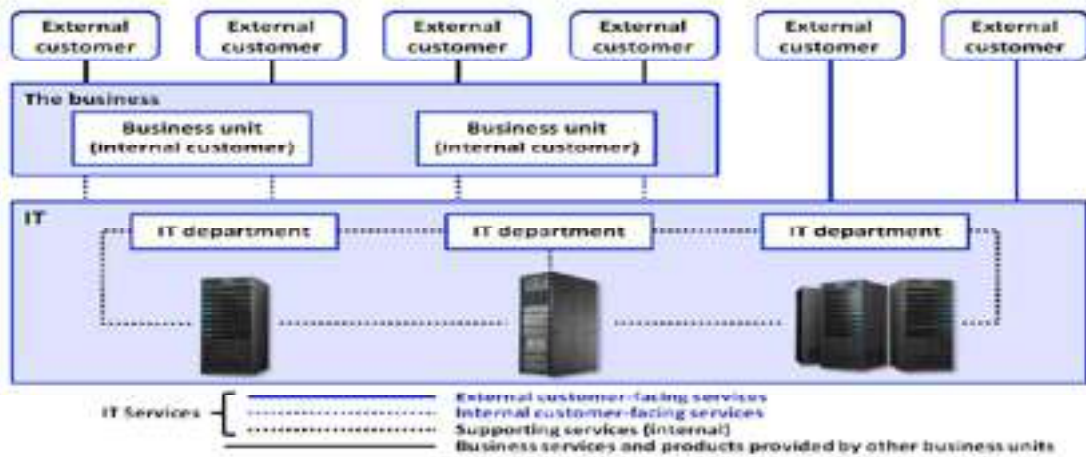 External
customer
External
customer
External
customer
External
customer
External
customer
External
customer
The business
Business unit
(internal customer)
Business unit
(internal customer)
IT
IT department
IT department
IT department
IT Services
External customer-facing services
Internal customer-facing services
Supporting services (internal)
Business services and products provided by other business units